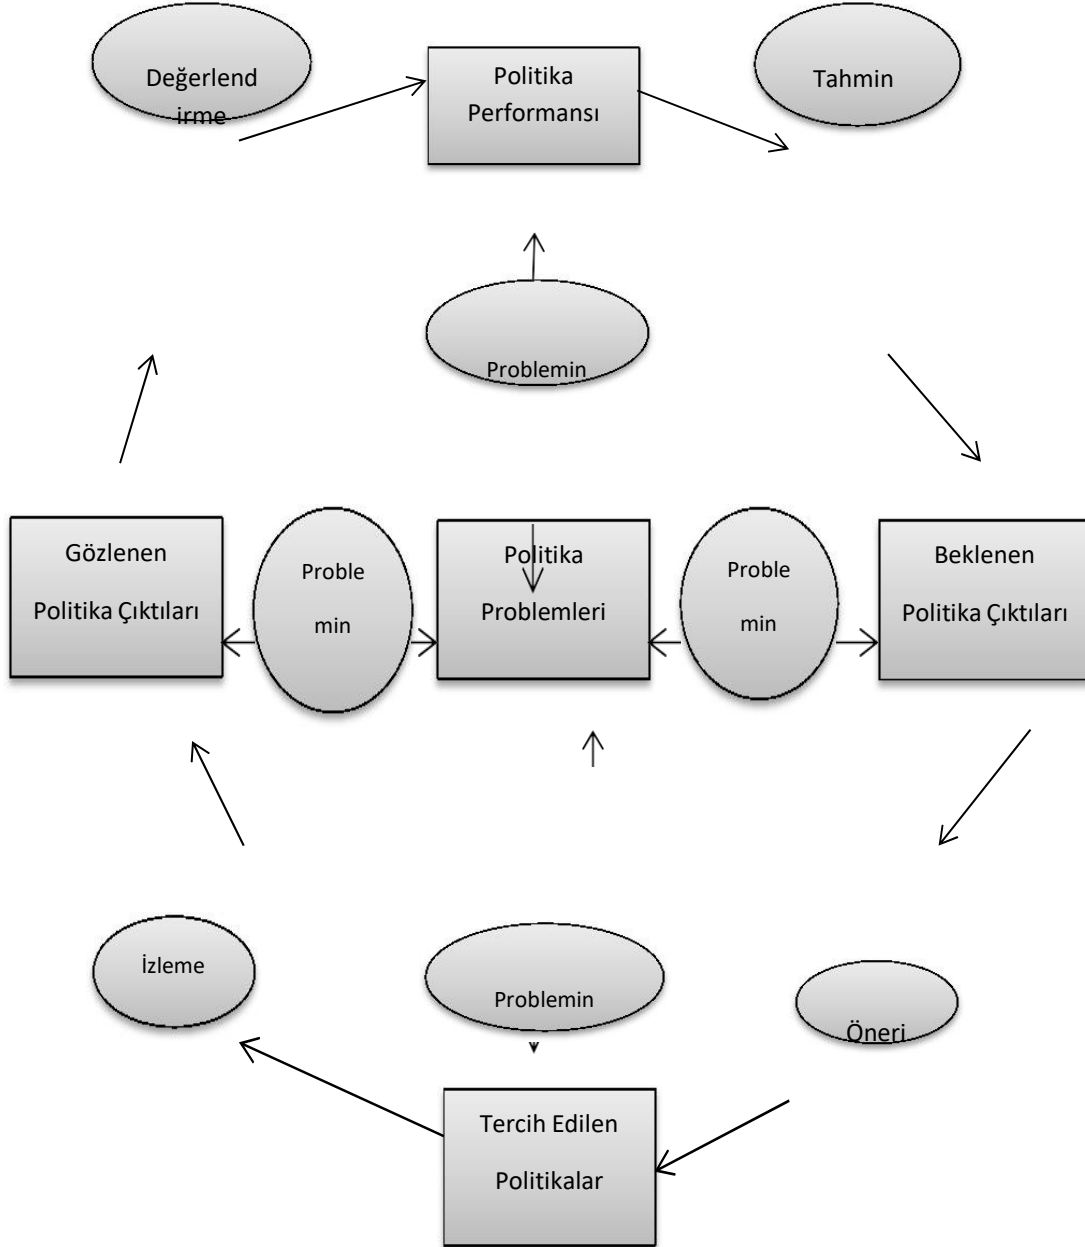 Değerlend
irme
Politika
Performansı
Tahmin
Problemin
Gözlenen
Politika Çıktıları
Proble
min
Politika
Problemleri
Proble
min
Beklenen
Politika Çıktıları
İzleme
Problemin
Öneri
Tercih Edilen
Politikalar